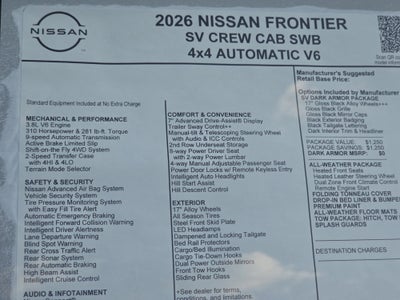 NISSAN
2026 NISSAN FRONTIER
SV CREW CAB SWB
4x4 AUTOMATIC V6
Standard Equipment Included at No Extra Charge
MECHANICAL & PERFORMANCE
3.8L V6 Engine
310 Horsepower & 281 lb-ft. Torque
9-speed Automatic Transmission
Active Brake Limited Slip
Shift-on the Fly 4WD System
2-Speed Transfer Case
with 4HI & 4LO
Terrain Mode Selector
SAFETY & SECURITY
Nissan Advanced Air Bag System
Vehicle Security System
Tire Pressure Monitoring System
with Easy Fill Tire Alert
Automatic Emergency Braking
Intelligent Forward Collision Warning
Intelligent Driver Alertness
Lane Departure Warning
Blind Spot Warning
Rear Cross Traffic Alert
Rear Sonar System
Rear Automatic Braking
High Beam Assist
Intelligent Cruise Control
AUDIO & INFOTAINMENT
COMFORT & CONVENIENCE
7" Advanced Drive-Assist® Display
Trailer Sway Control++
Manual-tilt & Telescoping Steering Wheel
with Audio & ICC Controls
2nd Row Underseat Storage
8-way Power Driver Seat
with 2-way Power Lumbar
4-way Manual Adjustable Passenger Seat
Power Door Locks w/ Remote Keyless Entry
Intelligent Auto Headlights
Hill Start Assist
Hill Descent Control
EXTERIOR
17" Alloy Wheels
All Season Tires
Steel Front Skid Plate
LED Headlamps
Dampened and Locking Tailgate
Bed Rail Protectors
Cargo/Bed Illumination
Cargo Tie-Down Hooks
Dual Power Outside Mirrors
Front Tow Hooks
Sliding Rear Glass
+ See dealer for details.
++ See dealer for terms,
Scan QR
Manufacturer's Suggested
Retail Base Price:
Options Included by Manufacturer
SV DARK ARMOR PACKAGE
17" Gloss Black Alloy Wheels+++
Gloss Black Grille
Gloss Black Mirror Caps
Black Exterior Badging
Black Tailgate Lettering
Dark Interior Trim & Headliner
PACKAGE VALUE $1,250
PACKAGE SAVINGS $1,250
DARK ARMOR MSRP $0
ALL-WEATHER PACKAGE
Heated Front Seats
Heated Leather Steering Wheel
Dual Zone Front Climate Control
Remote Engine Start
FOLDING TONNEAU COVER
DROP-IN BED LINER & BUMPER
PREMIUM PAINT
ALL-WEATHER FLOOR MATS
TOW PACKAGE: HITCH, TOW
SPLASH GUARDS
DESTINATION CHARGES